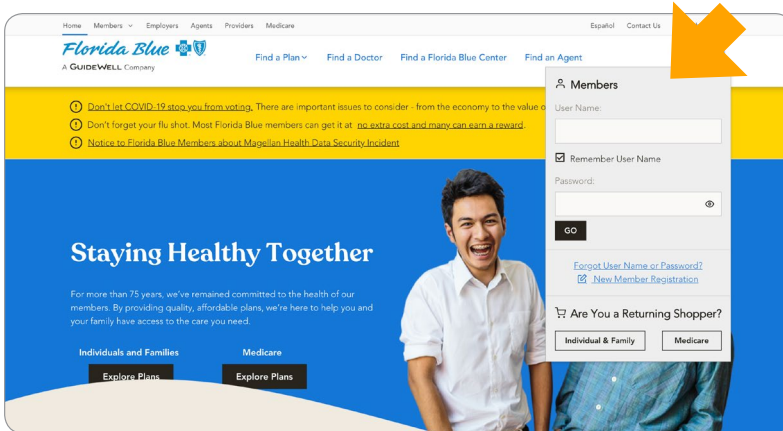 Home Members Employers Agents Providers Medicare Español Contact Us
Florida Blue
A GUIDEWELL Company
Find a Plan Find a Doctor Find a Florida Blue Center Find an Agent
Don't let COVID-19 stop you from voting. There are important issues to consider - from the economy to the value o
Don't forget your flu shot. Most Florida Blue members can get it at no extra cost and many can earn a reward.
Notice to Florida Blue Members about Magellan Health Data Security Incident
Members
User Name:
Remember User Name
Password:
GO
Forgot User Name or Password?
New Member Registration
Are You a Returning Shopper?
Individual & Family Medicare
Staying Healthy Together
For more than 75 years, we've remained committed to the health of our
members. By providing quality, affordable plans, we're here to help you and
your family have access to the care you need.
Individuals and Families Medicare
Explore Plans Explore Plans